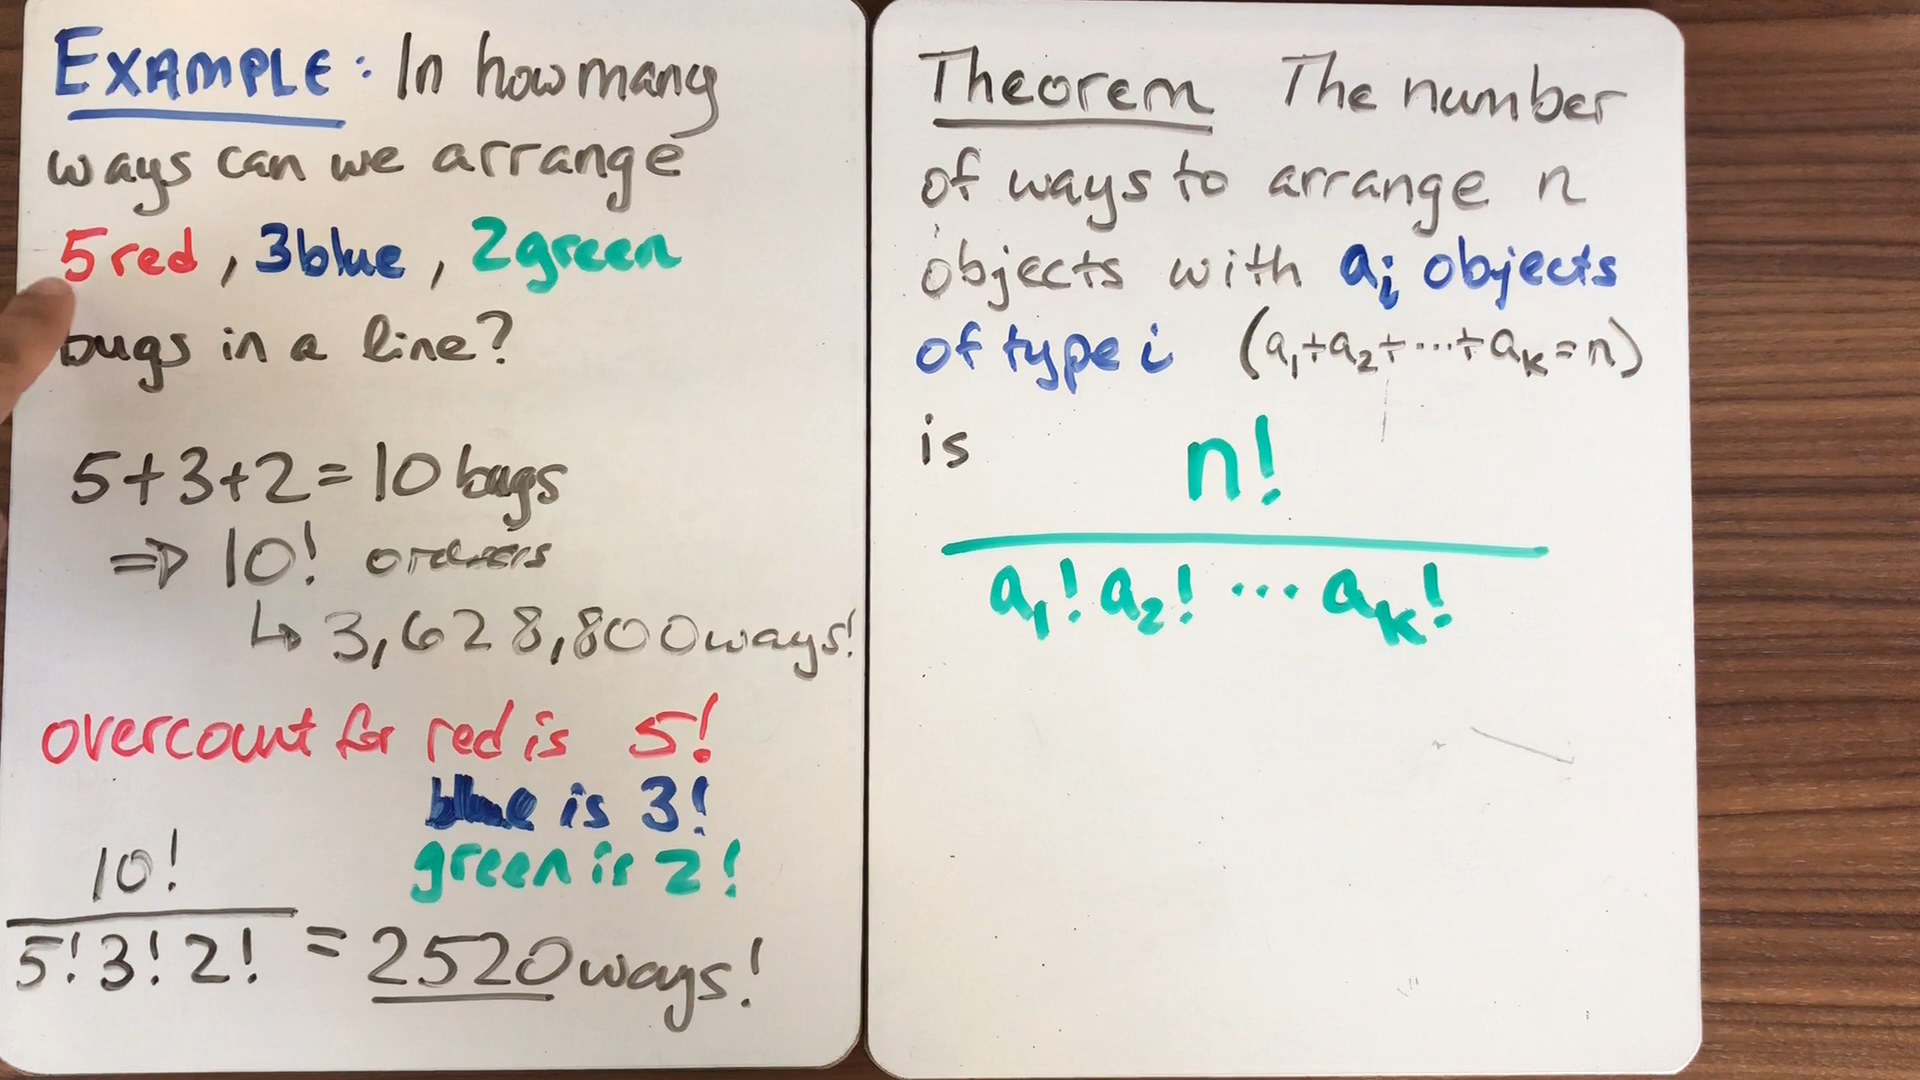 EXAMPLE: In how many
ways can we arrange
5 red, 3 blue, 2 green
bugs in a line?
5+3+2=10 bugs
⇒ 10! orders
↳ 3,628,800 ways!
overcount for red is 5!
blue is 3!
green is 2!
10!
5!3!2! = 2520 ways!
Theorem The number
of ways to arrange n
objects with aᵢ objects
of type i (a₁+a₂+···+aₖ=n)
is n!
a₁! a₂! ··· aₖ!